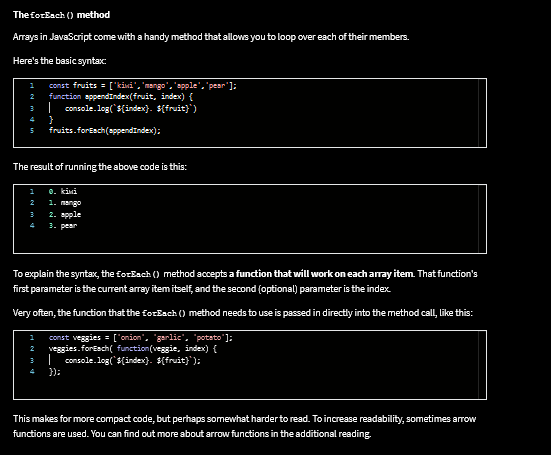 The forEach() method
Arrays in JavaScript come with a handy method that allows you to loop over each of their members.
Here's the basic syntax:
1 const fruits = ['kiwi','mango','apple','pear'];
2 function appendIndex(fruit, index) {
3 console.log(`${index}. ${fruit}`)
4 }
5 fruits.forEach(appendIndex);
The result of running the above code is this:
1 0. kiwi
2 1. mango
3 2. apple
4 3. pear
To explain the syntax, the forEach() method accepts a function that will work on each array item. That function's
first parameter is the current array item itself, and the second (optional) parameter is the index.
Very often, the function that the forEach() method needs to use is passed in directly into the method call, like this:
1 const veggies = ['onion', 'garlic', 'potato'];
2 veggies.forEach( function(veggie, index) {
3 console.log(`${index}. ${fruit}`);
4 });
This makes for more compact code, but perhaps somewhat harder to read. To increase readability, sometimes arrow
functions are used. You can find out more about arrow functions in the additional reading.